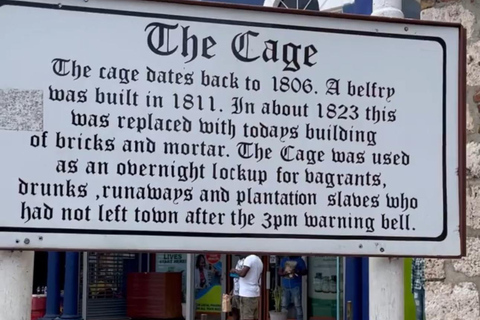 The Cage
The cage dates back to 1806. A belfry
was built in 1811. In about 1823 this
was replaced with todays building
of bricks and mortar. The Cage was used
as an overnight lockup for vagrants,
drunks ,runaways and plantation slaves who
had not left town after the 3pm warning bell.
LIVES